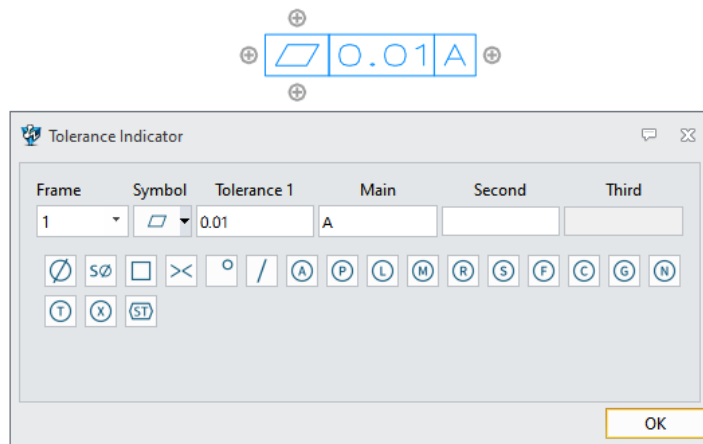 0.01 A
Tolerance Indicator
Frame Symbol Tolerance 1 Main Second Third
1 0.01 A
SØ A P L M R S F C G N
T X ST
OK